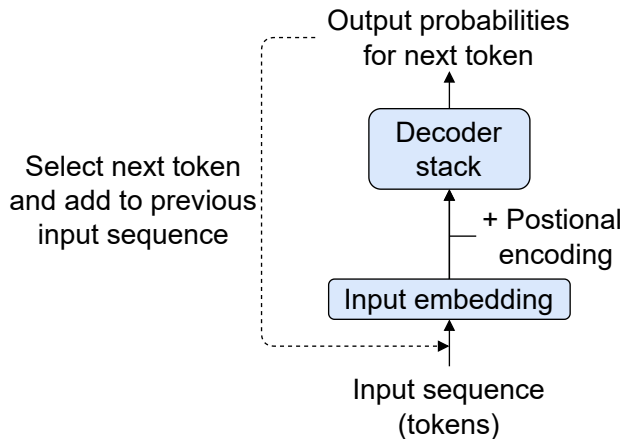 Output probabilities
for next token
Decoder
stack
Select next token
and add to previous
input sequence
+ Postional
encoding
Input embedding
Input sequence
(tokens)